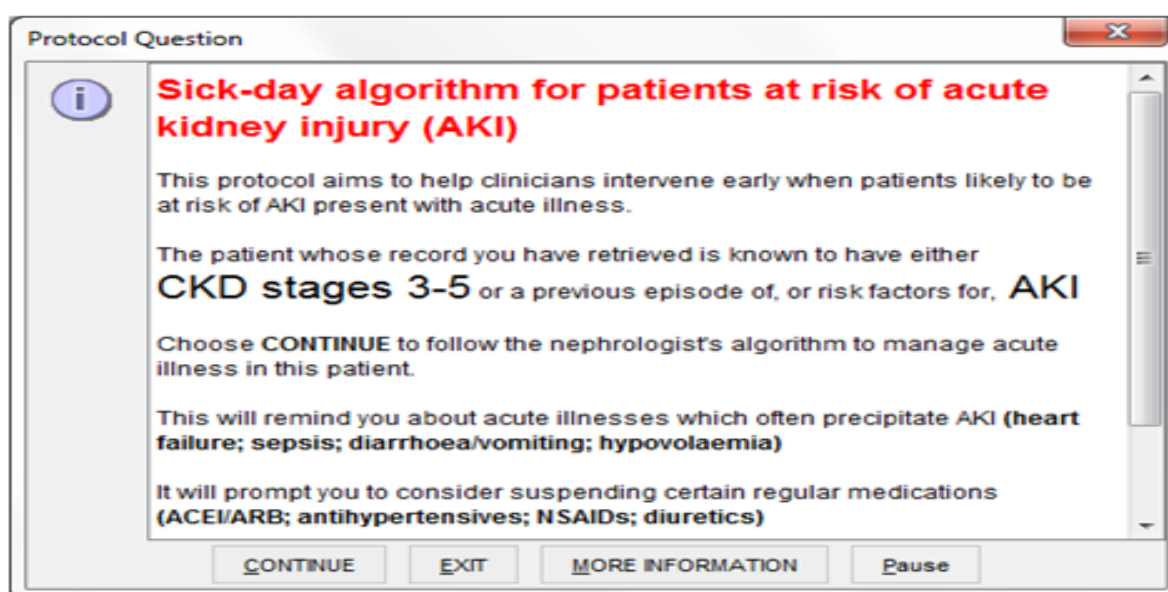 Protocol Question
Sick-day algorithm for patients at risk of acute
kidney injury (AKI)
This protocol aims to help clinicians intervene early when patients likely to be
at risk of AKI present with acute illness.
The patient whose record you have retrieved is known to have either
CKD stages 3-5 or a previous episode of, or risk factors for, AKI
Choose CONTINUE to follow the nephrologist's algorithm to manage acute
illness in this patient.
This will remind you about acute illnesses which often precipitate AKI (heart
failure; sepsis; diarrhoea/vomiting; hypovolaemia)
It will prompt you to consider suspending certain regular medications
(ACEI/ARB; antihypertensives; NSAIDs; diuretics)
CONTINUE EXIT MORE INFORMATION Pause